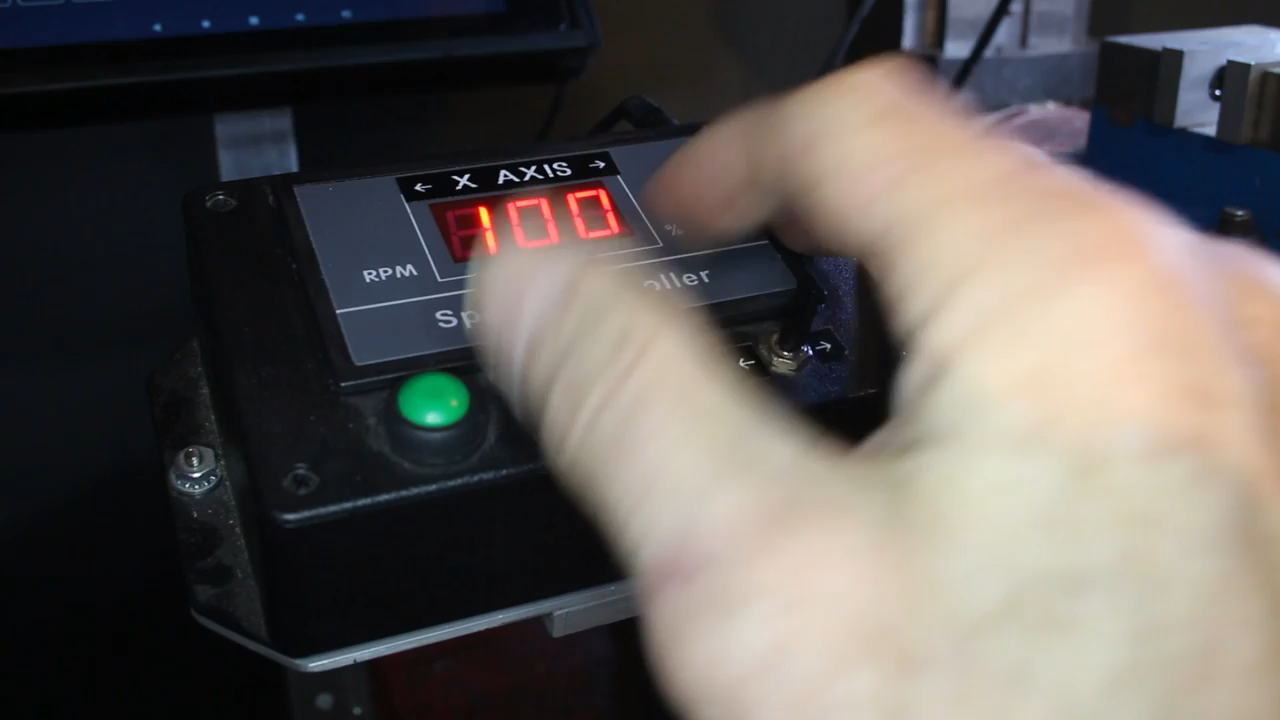 ← X AXIS →
100
RPM %
Sp oller
← →